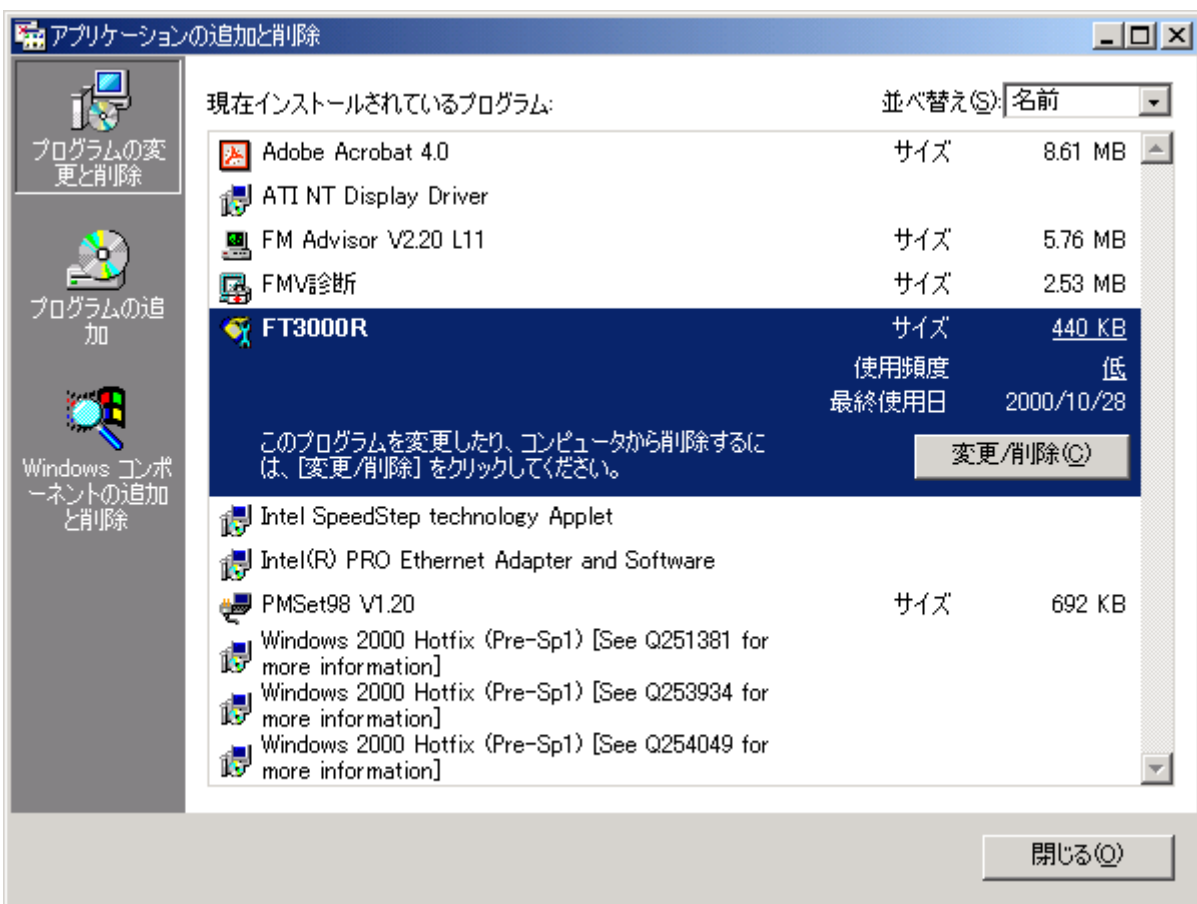 アプリケーションの追加と削除
プログラムの変
更と削除
プログラムの追
加
Windows コンポ
ーネントの追加
と削除
現在インストールされているプログラム:
並べ替え(S): 名前
Adobe Acrobat 4.0 サイズ 8.61 MB
ATI NT Display Driver
FM Advisor V2.20 L11 サイズ 5.76 MB
FMV診断 サイズ 2.53 MB
FT3000R サイズ 440 KB
使用頻度 低
最終使用日 2000/10/28
このプログラムを変更したり、コンピュータから削除するに
は、[変更/削除] をクリックしてください。
変更/削除(C)
Intel SpeedStep technology Applet
Intel(R) PRO Ethernet Adapter and Software
PMSet98 V1.20 サイズ 692 KB
Windows 2000 Hotfix (Pre-Sp1) [See Q251381 for
more information]
Windows 2000 Hotfix (Pre-Sp1) [See Q253934 for
more information]
Windows 2000 Hotfix (Pre-Sp1) [See Q254049 for
more information]
閉じる(O)